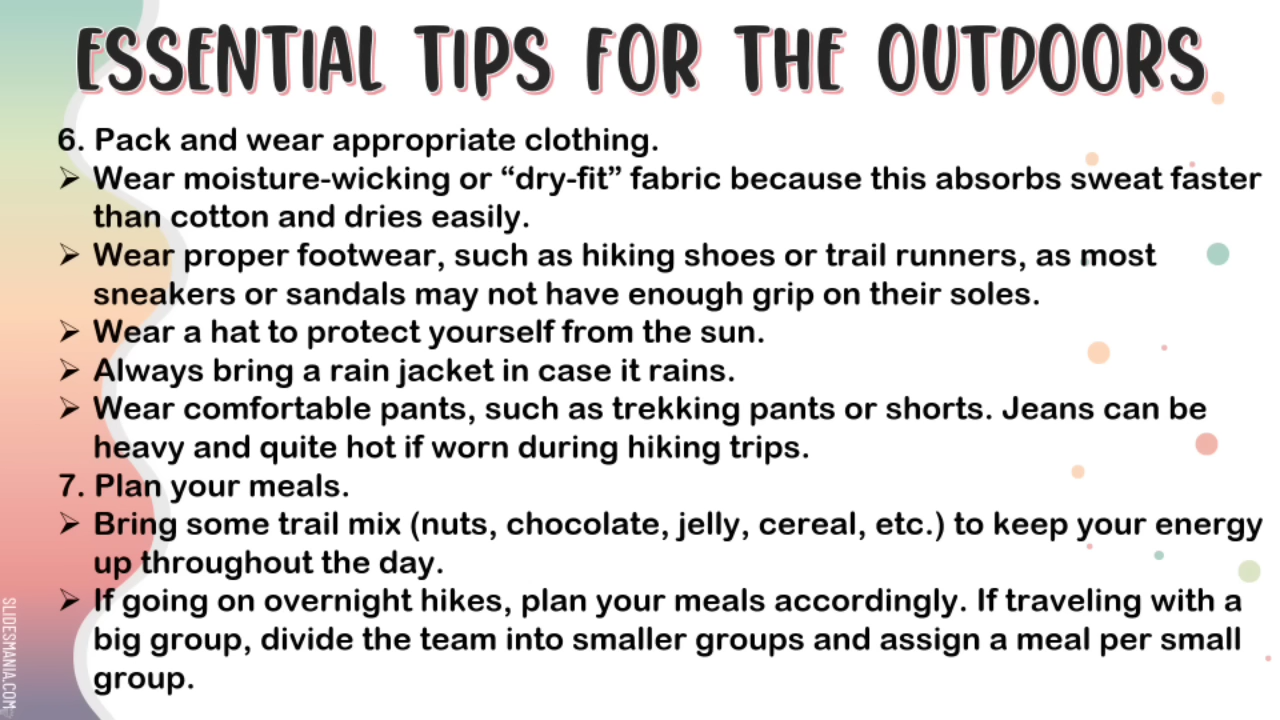 ESSENTIAL TIPS FOR THE OUTDOORS
6. Pack and wear appropriate clothing.
➢ Wear moisture-wicking or “dry-fit” fabric because this absorbs sweat faster
than cotton and dries easily.
➢ Wear proper footwear, such as hiking shoes or trail runners, as most
sneakers or sandals may not have enough grip on their soles.
➢ Wear a hat to protect yourself from the sun.
➢ Always bring a rain jacket in case it rains.
➢ Wear comfortable pants, such as trekking pants or shorts. Jeans can be
heavy and quite hot if worn during hiking trips.
7. Plan your meals.
➢ Bring some trail mix (nuts, chocolate, jelly, cereal, etc.) to keep your energy
up throughout the day.
➢ If going on overnight hikes, plan your meals accordingly. If traveling with a
big group, divide the team into smaller groups and assign a meal per small
group.
SLIDESMANIA.COM